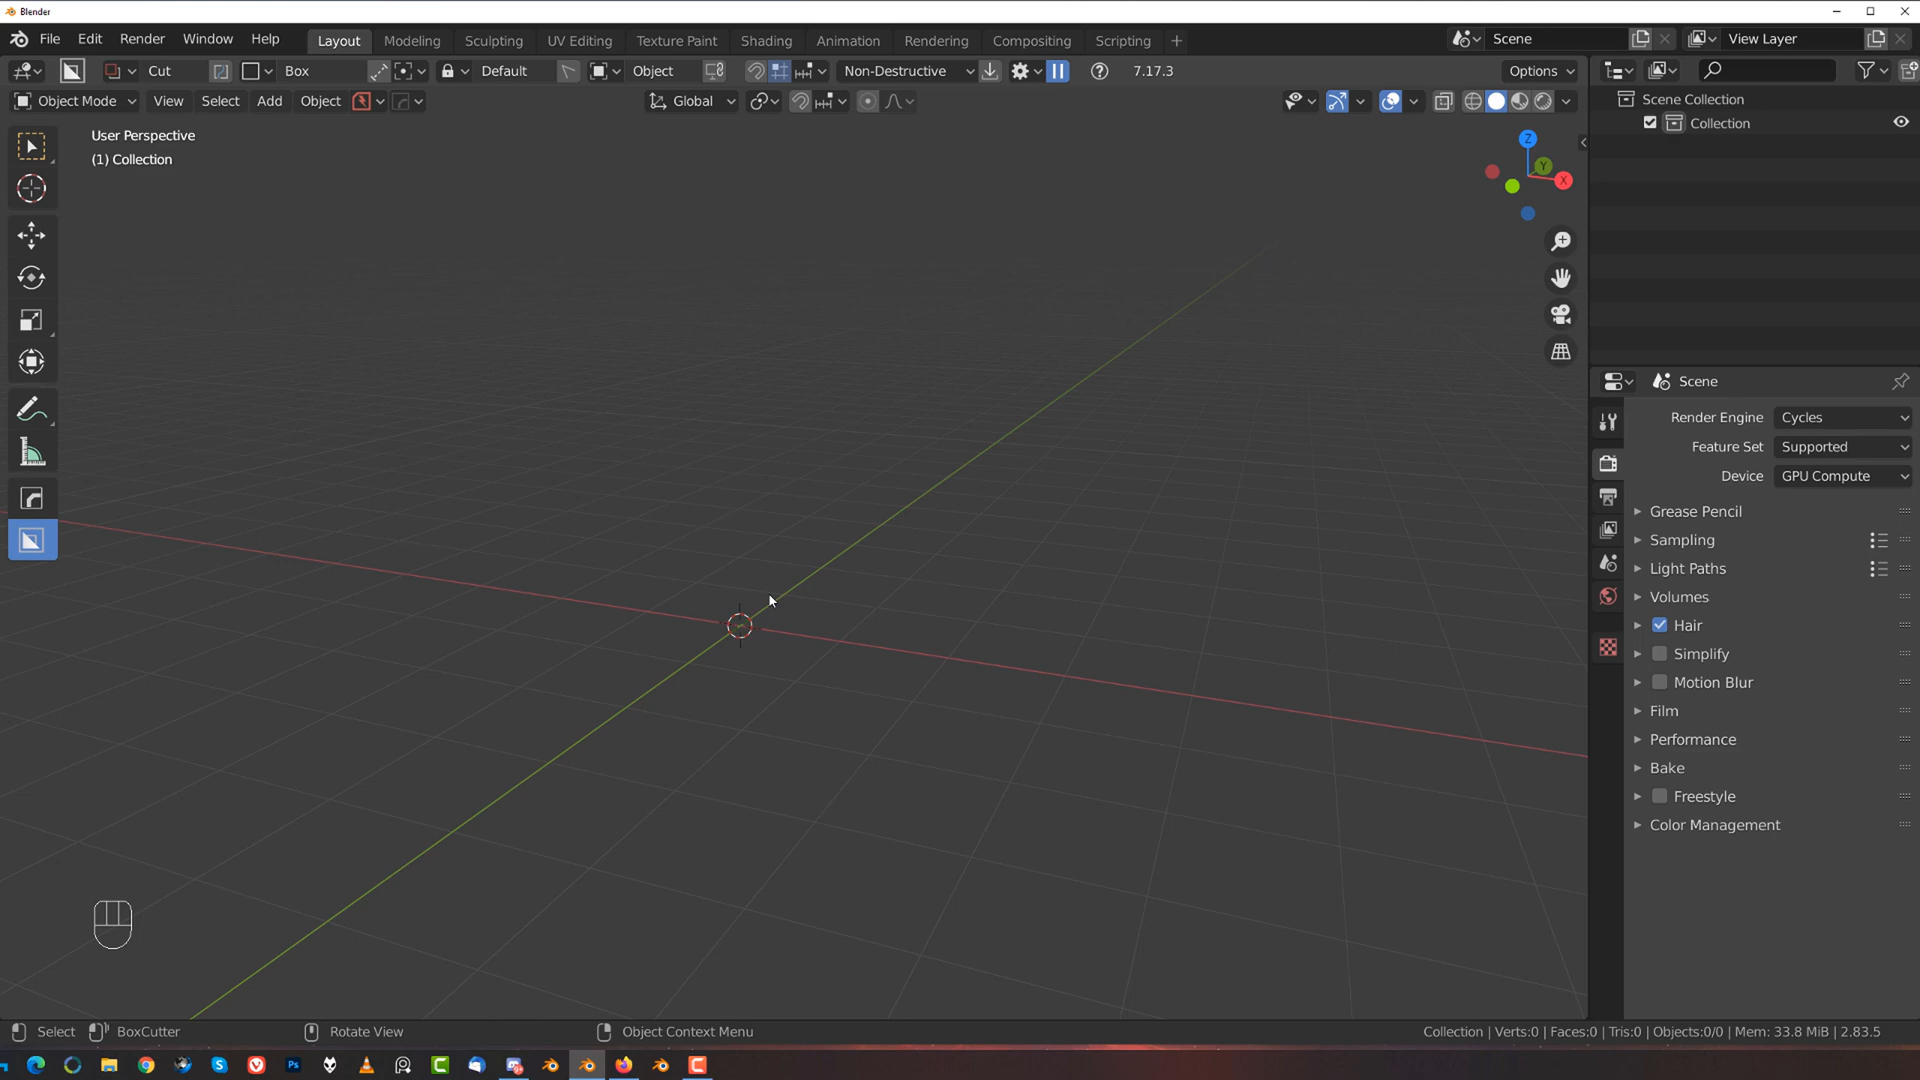 Blender
File Edit Render Window Help Layout Modeling Sculpting UV Editing Texture Paint Shading Animation Rendering Compositing Scripting + Scene View Layer
Cut Box Default Object Non-Destructive 7.17.3 Options
Object Mode View Select Add Object Global
User Perspective
(1) Collection
Z
Y
X
Scene Collection
Collection
Scene
Render Engine Cycles
Feature Set Supported
Device GPU Compute
Grease Pencil
Sampling
Light Paths
Volumes
Hair
Simplify
Motion Blur
Film
Performance
Bake
Freestyle
Color Management
Select BoxCutter Rotate View Object Context Menu Collection | Verts:0 | Faces:0 | Tris:0 | Objects:0/0 | Mem: 33.8 MiB | 2.83.5
Ps